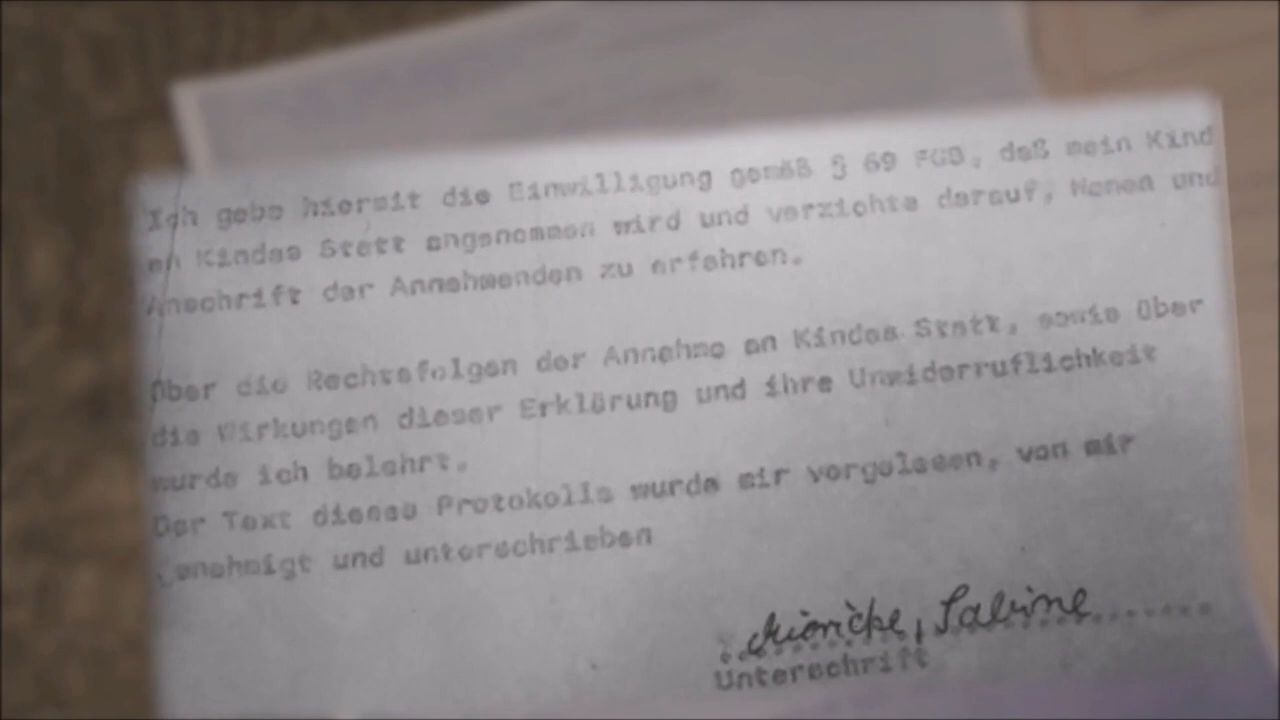 Ich gebe hiermit die Einwilligung gemäß § 69 FGB, daß mein Kind
an Kindes Statt angenommen wird und verzichte darauf, Namen und
Anschrift der Annehmenden zu erfahren.
Über die Rechtsfolgen der Annahme an Kindes Statt, sowie über
die Wirkungen dieser Erklärung und ihre Unwiderruflichkeit
wurde ich belehrt.
Der Text dieses Protokolls wurde mir vorgelesen, von mir
genehmigt und unterschrieben
Sabine
Unterschrift